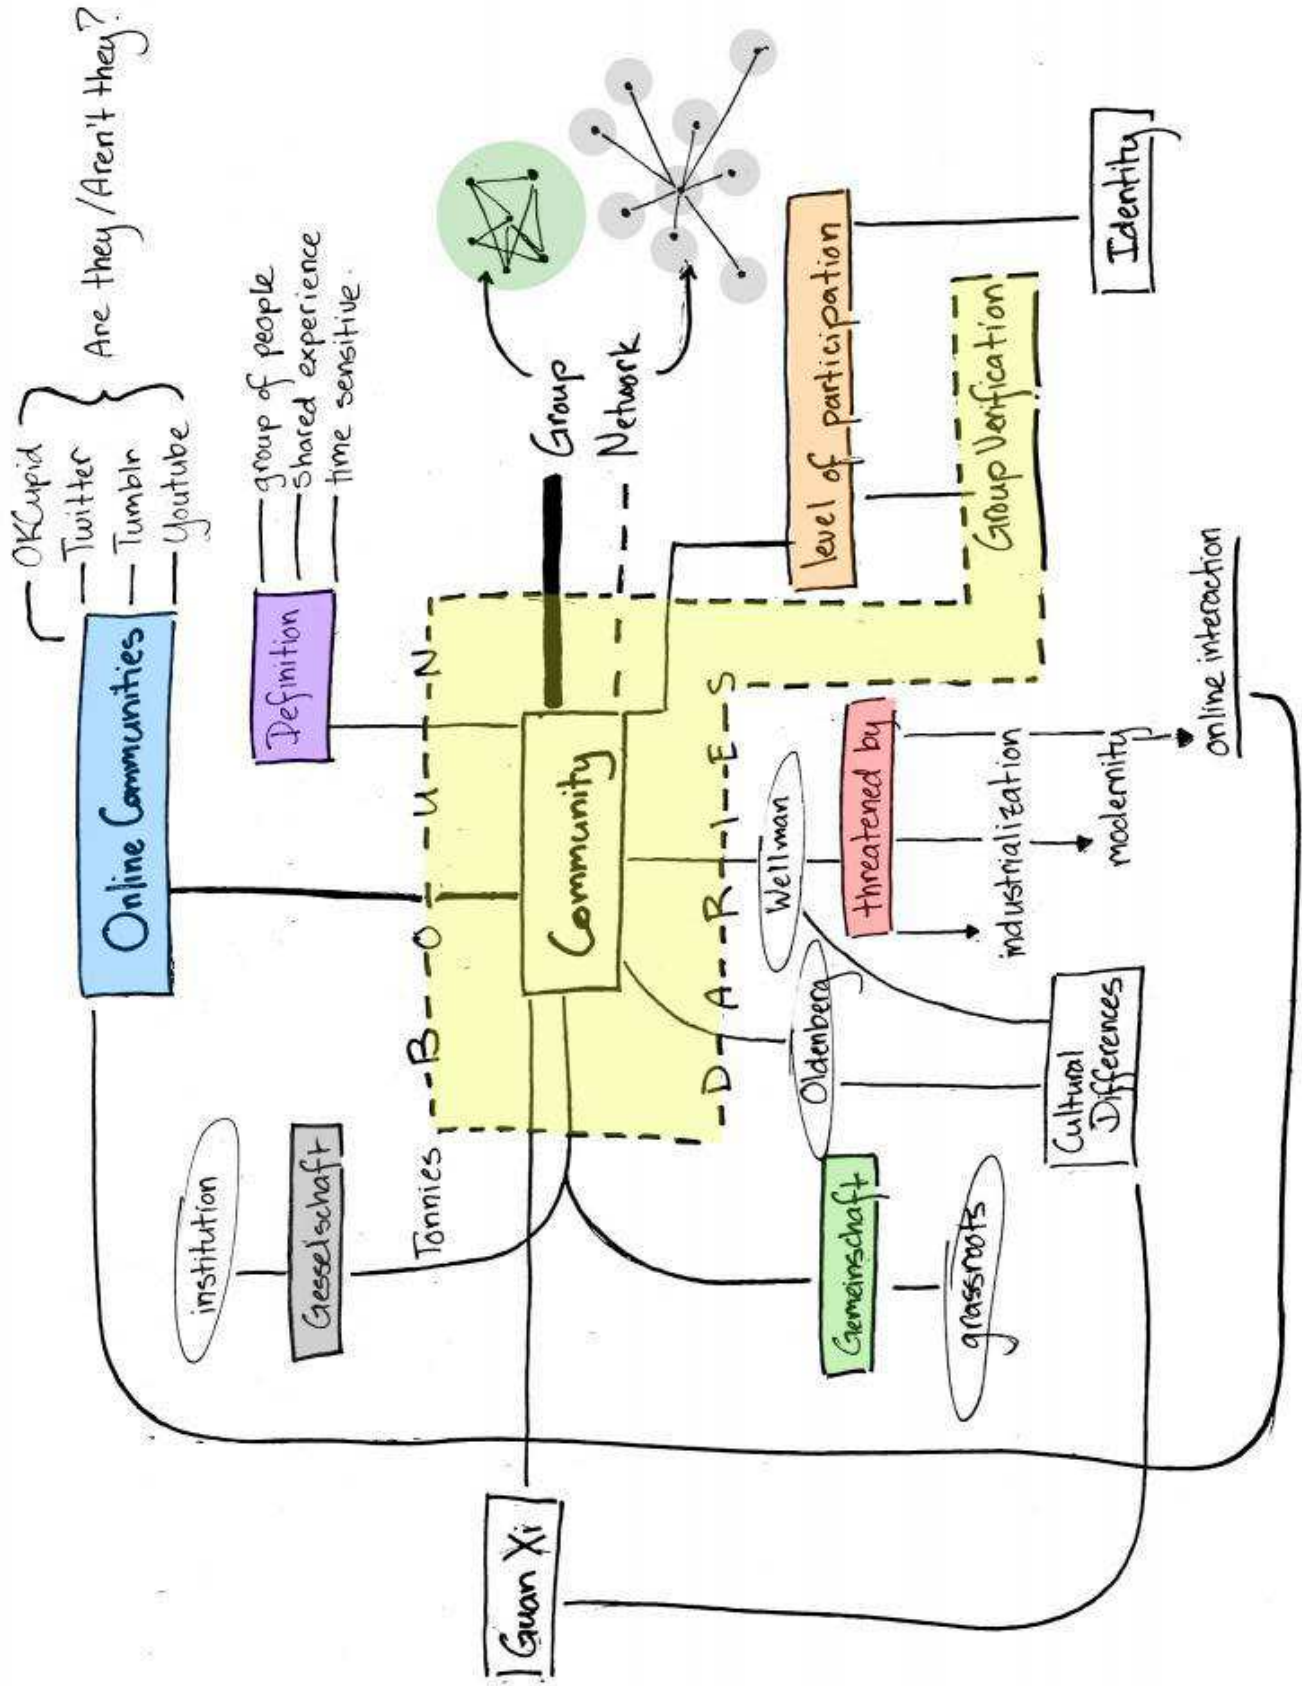 Online Communities
OKCupid
Twitter
Tumblr
Youtube
Are they/Aren't they?
institution
Gesselschaft
Definition
group of people
shared experience
time sensitive.
Tonnies
B O U N
D A R I E S
Community
Group
Network
Guan Xi
Oldenberg
Wellman
level of participation
Gemeinschaft
threatened by
grassroots
industrialization
modernity
online interaction
Group Verification
Cultural
Differences
Identity